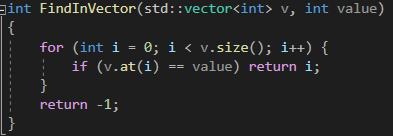 int FindInVector(std::vector<int> v, int value)
{
    for (int i = 0; i < v.size(); i++) {
        if (v.at(i) == value) return i;
    }
    return -1;
}